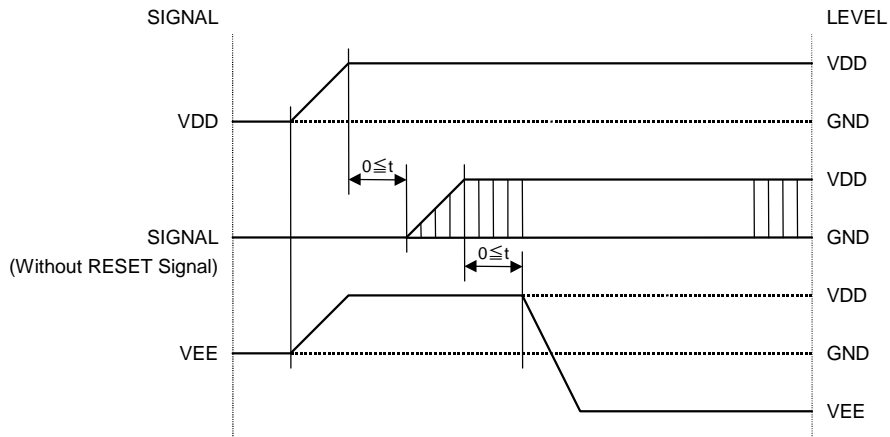 SIGNAL LEVEL
VDD
VDD GND
0≦t
VDD
SIGNAL GND
(Without RESET Signal)
0≦t
VDD
VEE GND
VEE